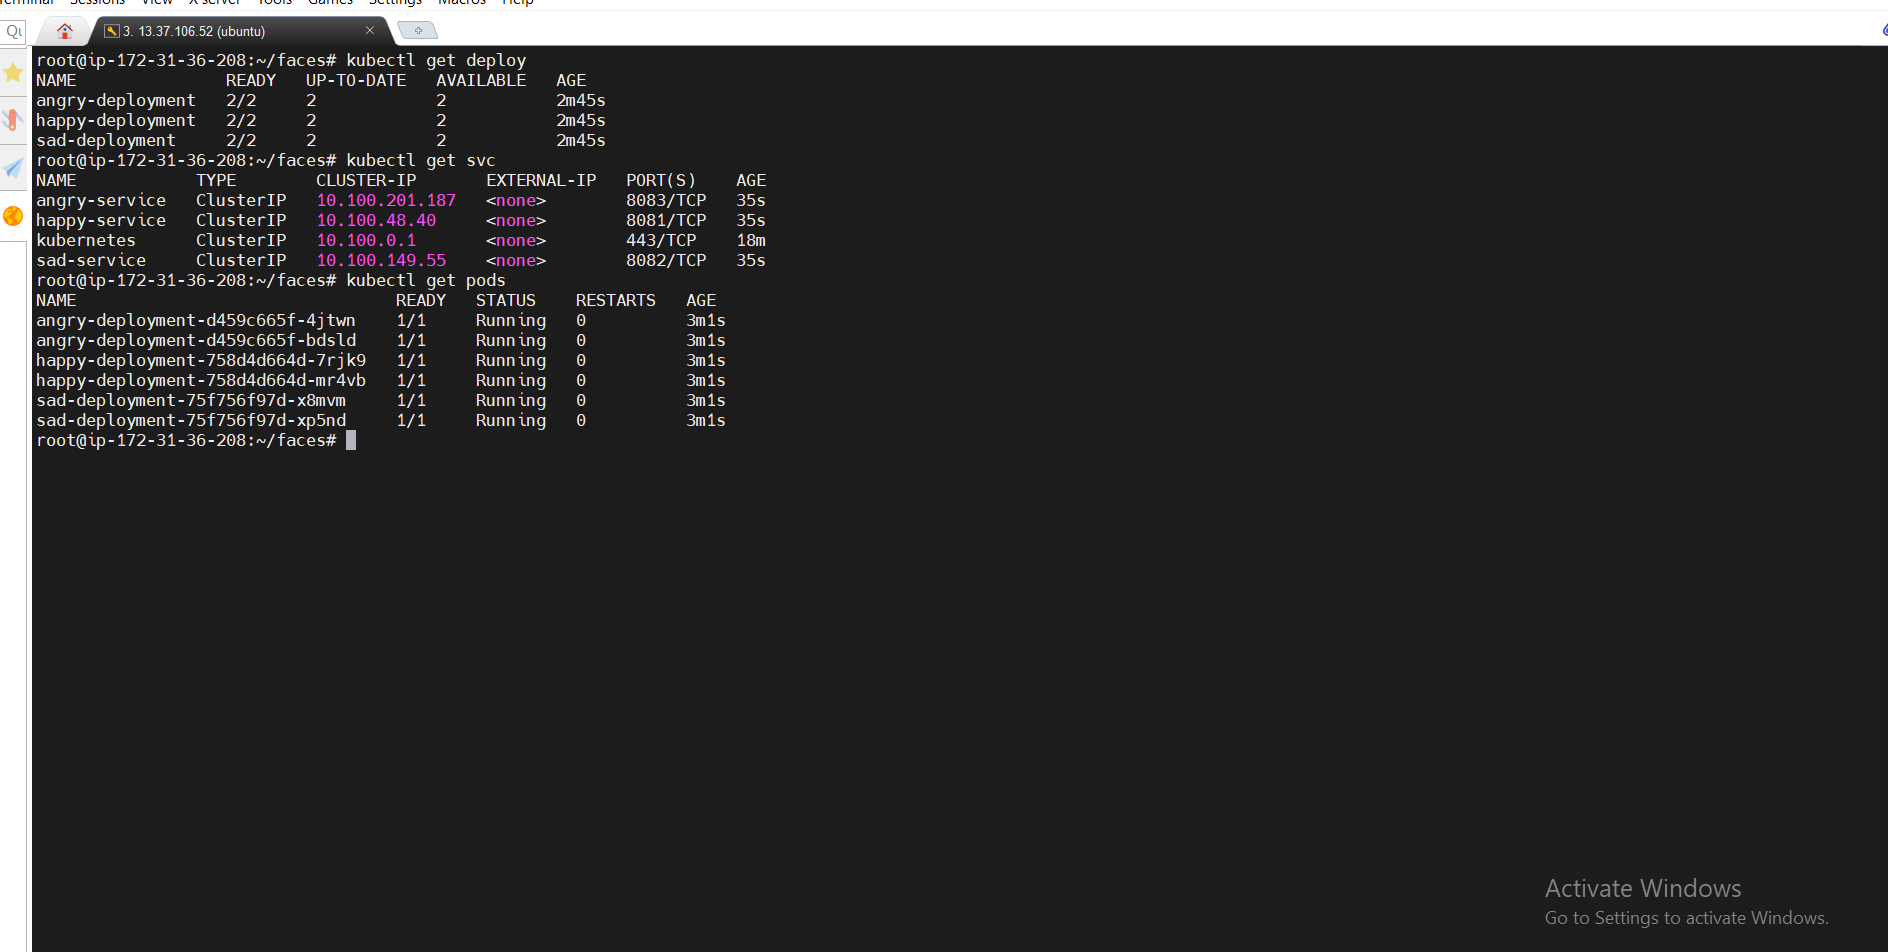 Terminal Sessions View X server Tools Games Settings Macros Help
Qu
3. 13.37.106.52 (ubuntu)
root@ip-172-31-36-208:~/faces# kubectl get deploy
NAME READY UP-TO-DATE AVAILABLE AGE
angry-deployment 2/2 2 2 2m45s
happy-deployment 2/2 2 2 2m45s
sad-deployment 2/2 2 2 2m45s
root@ip-172-31-36-208:~/faces# kubectl get svc
NAME TYPE CLUSTER-IP EXTERNAL-IP PORT(S) AGE
angry-service ClusterIP 10.100.201.187 <none> 8083/TCP 35s
happy-service ClusterIP 10.100.48.40 <none> 8081/TCP 35s
kubernetes ClusterIP 10.100.0.1 <none> 443/TCP 18m
sad-service ClusterIP 10.100.149.55 <none> 8082/TCP 35s
root@ip-172-31-36-208:~/faces# kubectl get pods
NAME READY STATUS RESTARTS AGE
angry-deployment-d459c665f-4jtwn 1/1 Running 0 3m1s
angry-deployment-d459c665f-bdsld 1/1 Running 0 3m1s
happy-deployment-758d4d664d-7rjk9 1/1 Running 0 3m1s
happy-deployment-758d4d664d-mr4vb 1/1 Running 0 3m1s
sad-deployment-75f756f97d-x8mvm 1/1 Running 0 3m1s
sad-deployment-75f756f97d-xp5nd 1/1 Running 0 3m1s
root@ip-172-31-36-208:~/faces#
Activate Windows
Go to Settings to activate Windows.